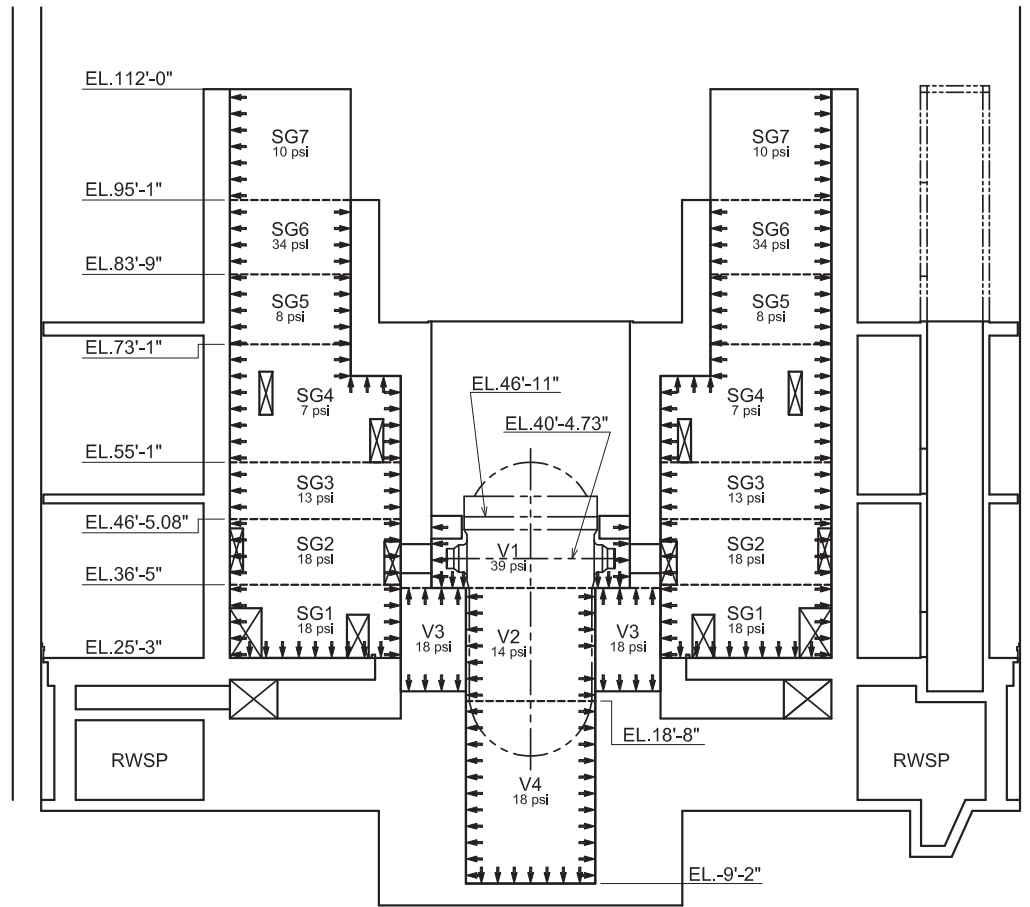 EL.112'-0"
SG7
10 psi
SG7
10 psi
EL.95'-1"
SG6
34 psi
SG6
34 psi
EL.83'-9"
SG5
8 psi
SG5
8 psi
EL.73'-1"
EL.46'-11"
SG4
7 psi
SG4
7 psi
EL.40'-4.73"
EL.55'-1"
SG3
13 psi
SG3
13 psi
EL.46'-5.08"
SG2
18 psi
V1
39 psi
SG2
18 psi
EL.36'-5"
SG1
18 psi
SG1
18 psi
V3
18 psi
V2
14 psi
V3
18 psi
EL.25'-3"
EL.18'-8"
RWSP
RWSP
V4
18 psi
EL.-9'-2"